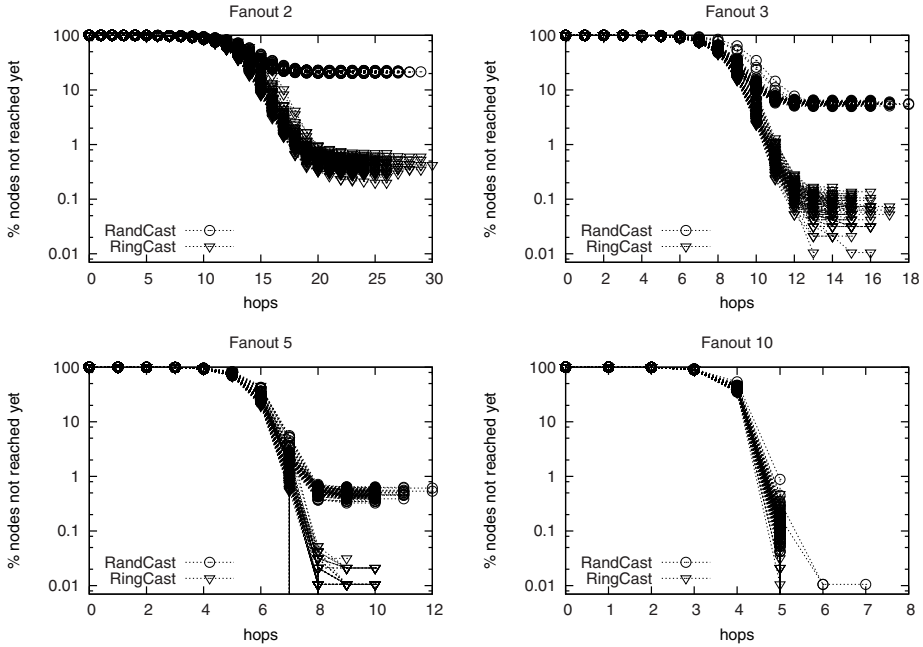 Fanout 2
% nodes not reached yet
100
10
1
0.1
0.01
RandCast
RingCast
0 5 10 15 20 25 30
hops
Fanout 3
% nodes not reached yet
100
10
1
0.1
0.01
RandCast
RingCast
0 2 4 6 8 10 12 14 16 18
hops
Fanout 5
% nodes not reached yet
100
10
1
0.1
0.01
RandCast
RingCast
0 2 4 6 8 10 12
hops
Fanout 10
% nodes not reached yet
100
10
1
0.1
0.01
RandCast
RingCast
0 1 2 3 4 5 6 7 8
hops